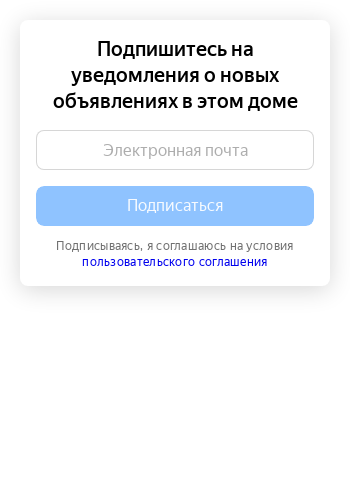 Подпишитесь на
уведомления о новых
объявлениях в этом доме
Электронная почта
Подписаться
Подписываясь, я соглашаюсь на условия
пользовательского соглашения